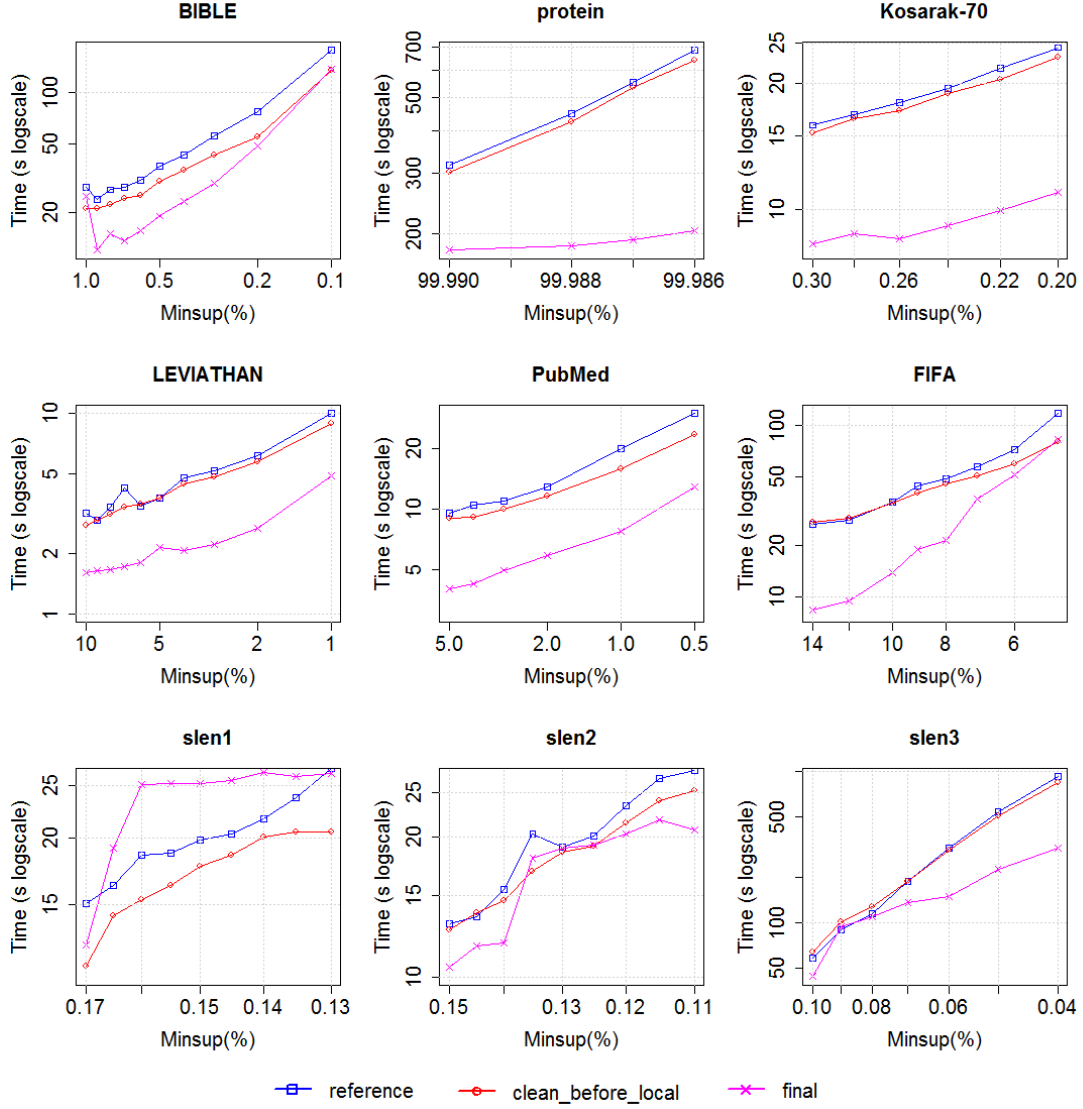 BIBLE
protein
Kosarak-70
Time (s logscale)
20 50 100
1.0 0.5 0.2 0.1
Minsup(%)
Time (s logscale)
200 300 500 700
99.990 99.988 99.986
Minsup(%)
Time (s logscale)
10 15 20 25
0.30 0.26 0.22 0.20
Minsup(%)
LEVIATHAN
PubMed
FIFA
Time (s logscale)
1 2 5 10
10 5 2 1
Minsup(%)
Time (s logscale)
5 10 20
5.0 2.0 1.0 0.5
Minsup(%)
Time (s logscale)
10 20 50 100
14 10 8 6
Minsup(%)
slen1
slen2
slen3
Time (s logscale)
15 20 25
0.17 0.15 0.14 0.13
Minsup(%)
Time (s logscale)
10 15 20 25
0.15 0.13 0.12 0.11
Minsup(%)
Time (s logscale)
50 100 500
0.10 0.08 0.06 0.04
Minsup(%)
reference clean_before_local final